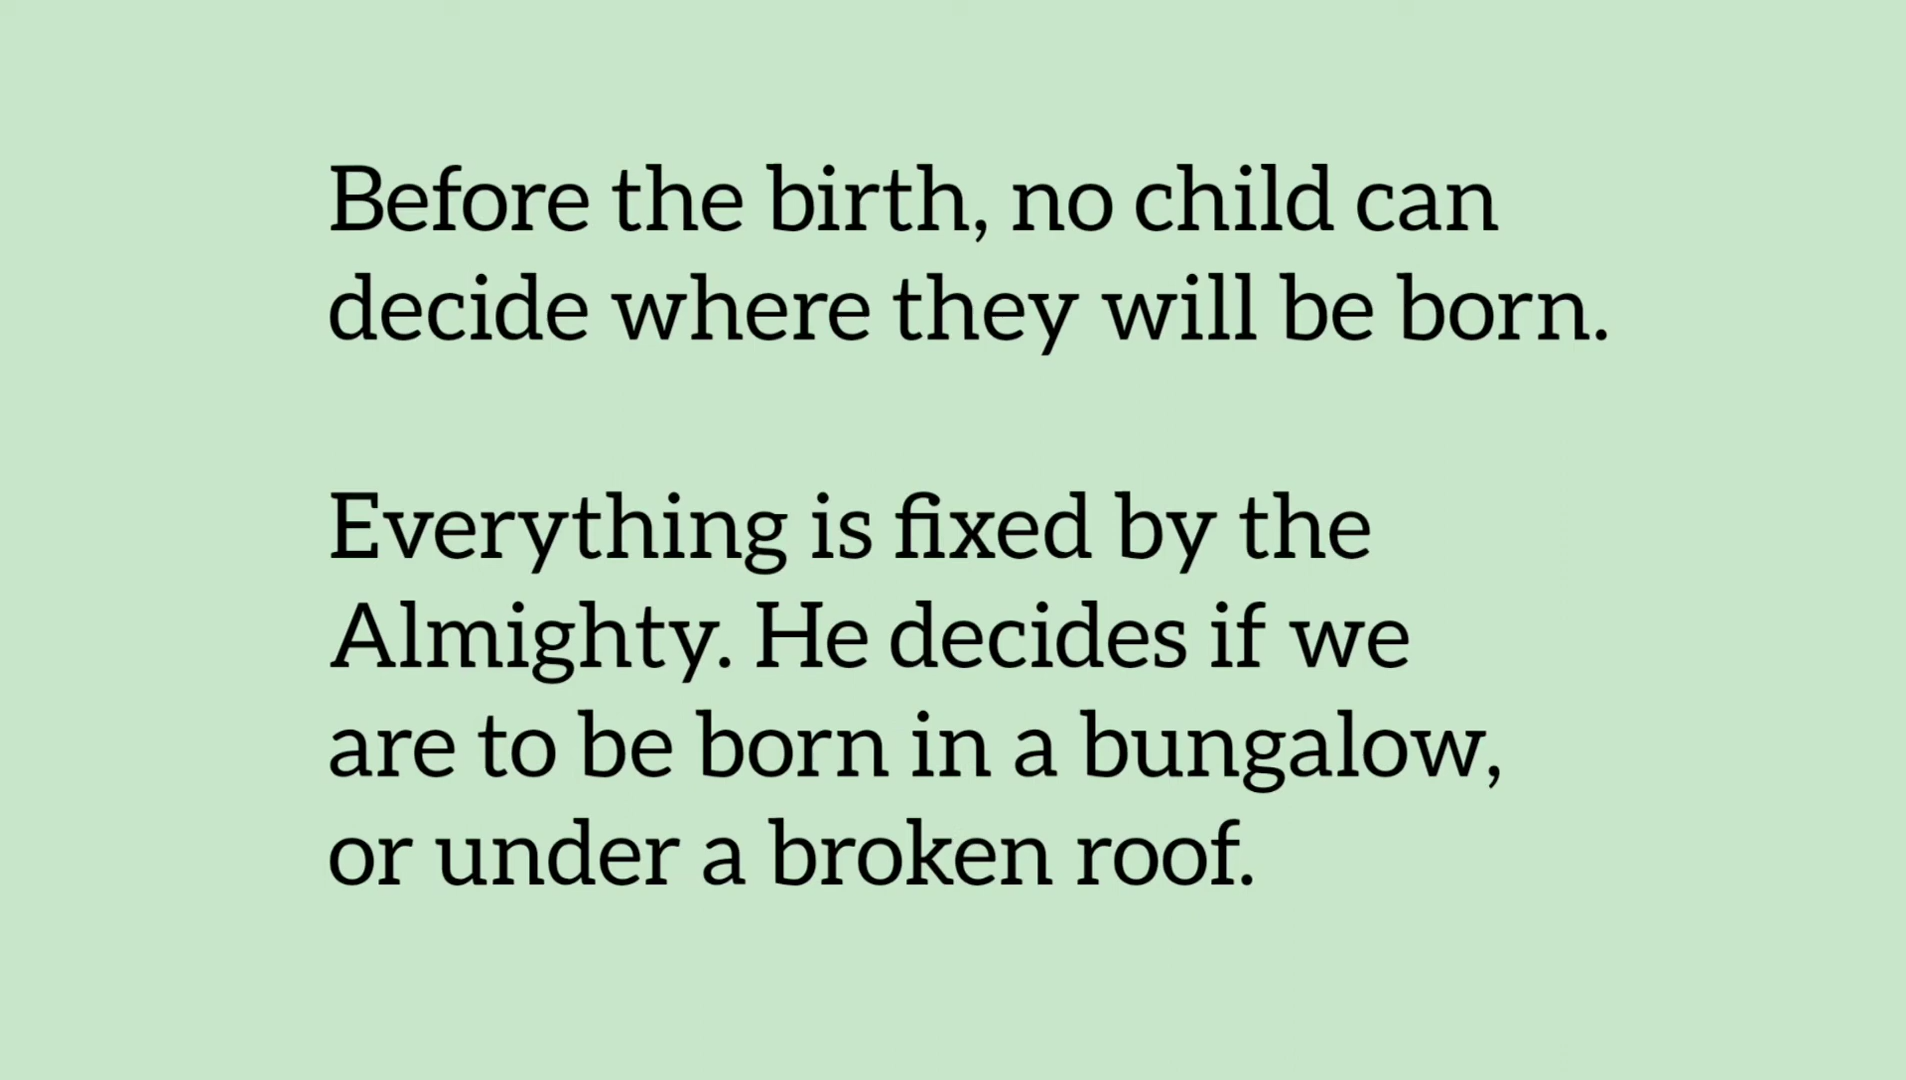 Before the birth, no child can
decide where they will be born.
Everything is fixed by the
Almighty. He decides if we
are to be born in a bungalow,
or under a broken roof.